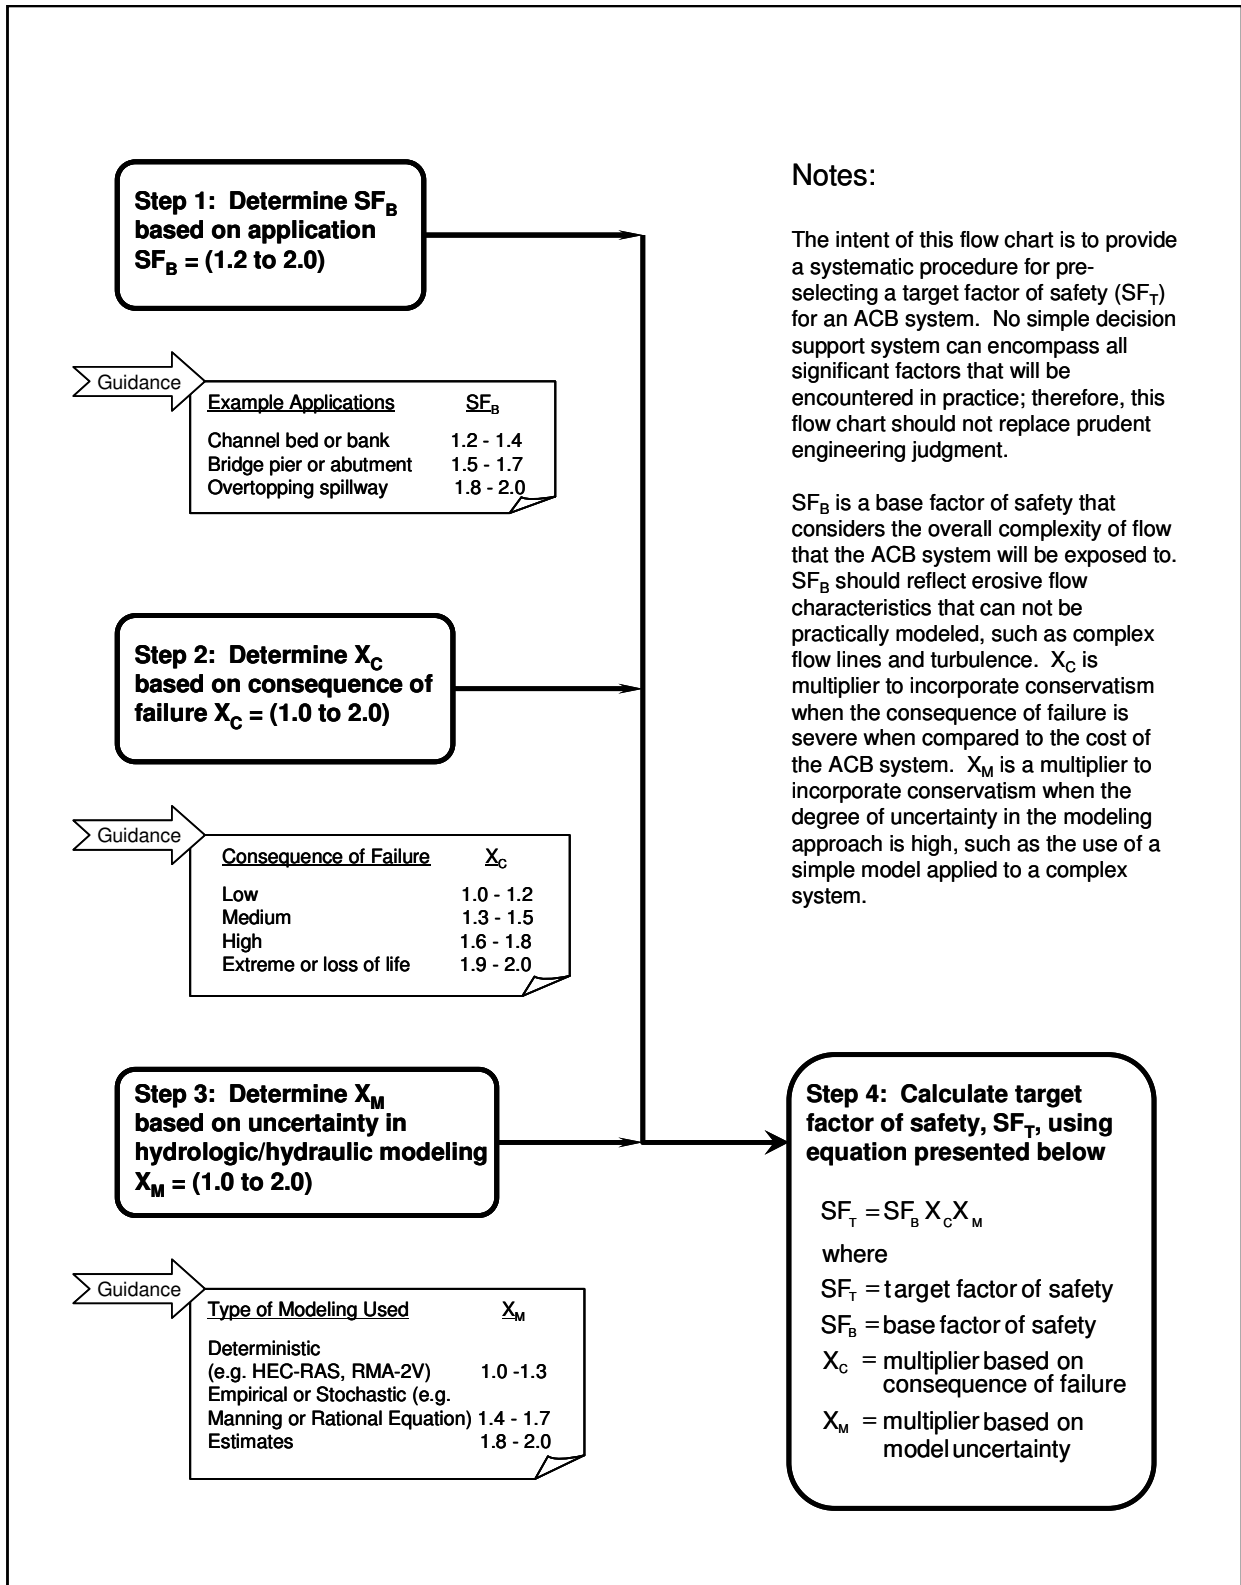 Step 1: Determine SFB
based on application
SFB = (1.2 to 2.0)
Guidance
Example Applications SFB
Channel bed or bank 1.2 - 1.4
Bridge pier or abutment 1.5 - 1.7
Overtopping spillway 1.8 - 2.0
Step 2: Determine XC
based on consequence of
failure XC = (1.0 to 2.0)
Guidance
Consequence of Failure XC
Low 1.0 - 1.2
Medium 1.3 - 1.5
High 1.6 - 1.8
Extreme or loss of life 1.9 - 2.0
Step 3: Determine XM
based on uncertainty in
hydrologic/hydraulic modeling
XM = (1.0 to 2.0)
Guidance
Type of Modeling Used XM
Deterministic
(e.g. HEC-RAS, RMA-2V) 1.0 -1.3
Empirical or Stochastic (e.g.
Manning or Rational Equation) 1.4 - 1.7
Estimates 1.8 - 2.0
Notes:
The intent of this flow chart is to provide
a systematic procedure for pre-
selecting a target factor of safety (SFT)
for an ACB system. No simple decision
support system can encompass all
significant factors that will be
encountered in practice; therefore, this
flow chart should not replace prudent
engineering judgment.
SFB is a base factor of safety that
considers the overall complexity of flow
that the ACB system will be exposed to.
SFB should reflect erosive flow
characteristics that can not be
practically modeled, such as complex
flow lines and turbulence. XC is
multiplier to incorporate conservatism
when the consequence of failure is
severe when compared to the cost of
the ACB system. XM is a multiplier to
incorporate conservatism when the
degree of uncertainty in the modeling
approach is high, such as the use of a
simple model applied to a complex
system.
Step 4: Calculate target
factor of safety, SFT, using
equation presented below
SFT = SFB XC XM
where
SFT = target factor of safety
SFB = base factor of safety
XC = multiplier based on
consequence of failure
XM = multiplier based on
model uncertainty